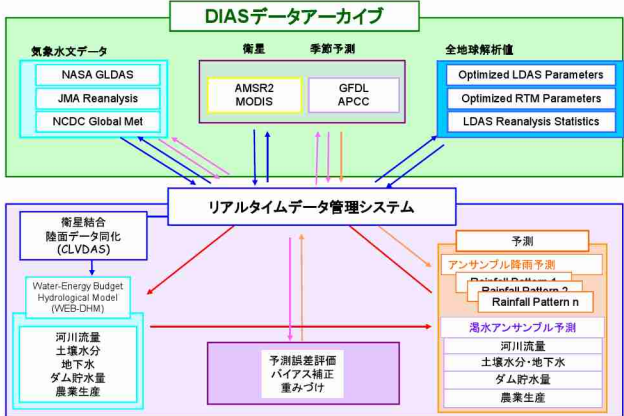 DIASデータアーカイブ
気象水文データ
NASA GLDAS
JMA Reanalysis
NCDC Global Met
衛星
季節予測
AMSR2
MODIS
GFDL
APCC
全地球解析値
Optimized LDAS Parameters
Optimized RTM Parameters
LDAS Reanalysis Statistics
リアルタイムデータ管理システム
衛星結合
陸面データ同化
(CLVDAS)
Water-Energy Budget
Hydrological Model
(WEB-DHM)
河川流量
土壌水分
地下水
ダム貯水量
農業生産
予測誤差評価
バイアス補正
重みづけ
予測
アンサンブル降雨予測
Rainfall Pattern 1
Rainfall Pattern 2
Rainfall Pattern n
渇水アンサンブル予測
河川流量
土壌水分・地下水
ダム貯水量
農業生産